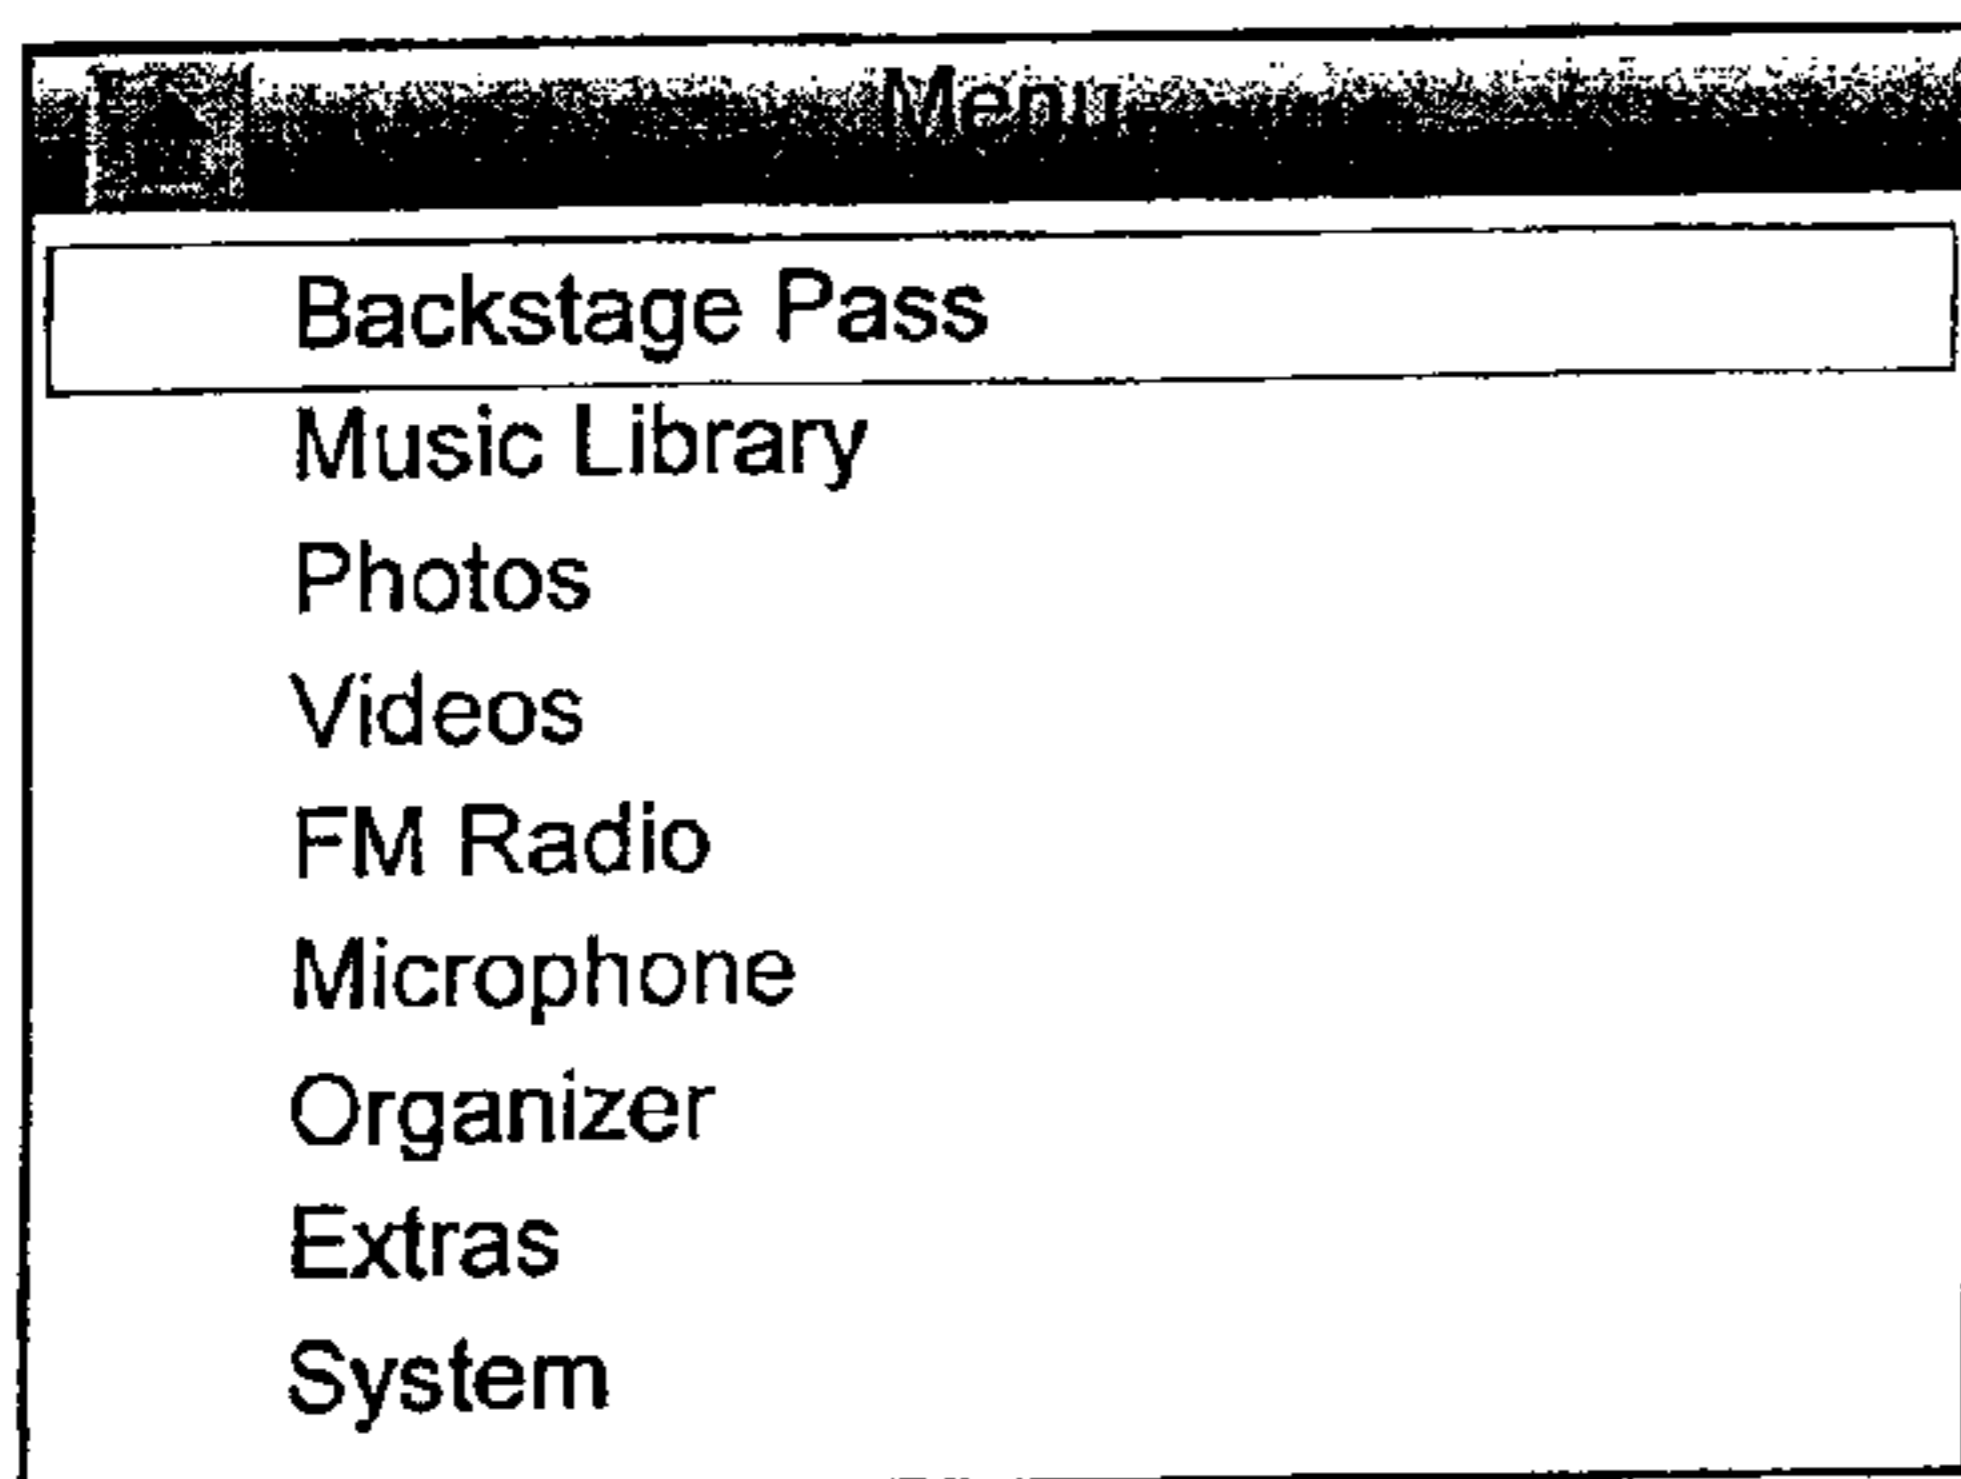 Menu
Backstage Pass
Music Library
Photos
Videos
FM Radio
Microphone
Organizer
Extras
System